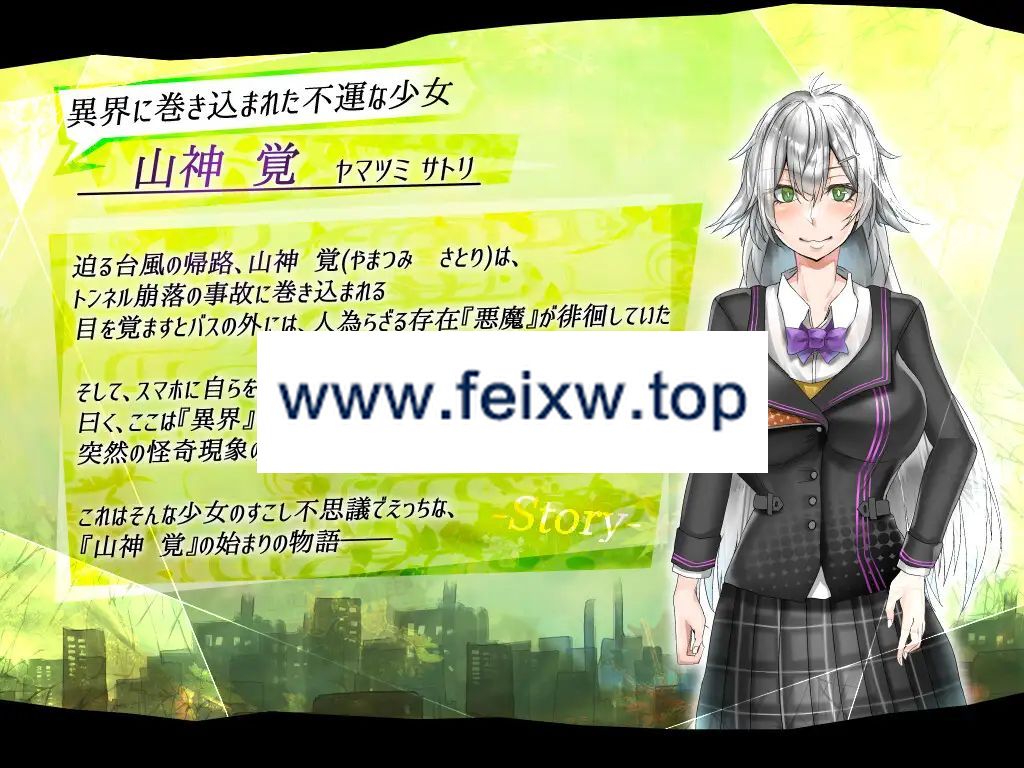 異界に巻き込まれた不運な少女
山神 覚 ヤマツミ サトリ
迫る台風の帰路、山神 覚(やまつみ さとり)は、
トンネル崩落の事故に巻き込まれる
目を覚ますとバスの外には、人為らざる存在『悪魔』が徘徊していた
そして、スマホに自らを
曰く、ここは『異界』
突然の怪奇現象の
www.feixw.top
これはそんな少女のすこし不思議でえっちな、
『山神 覚』の始まりの物語――
-Story-